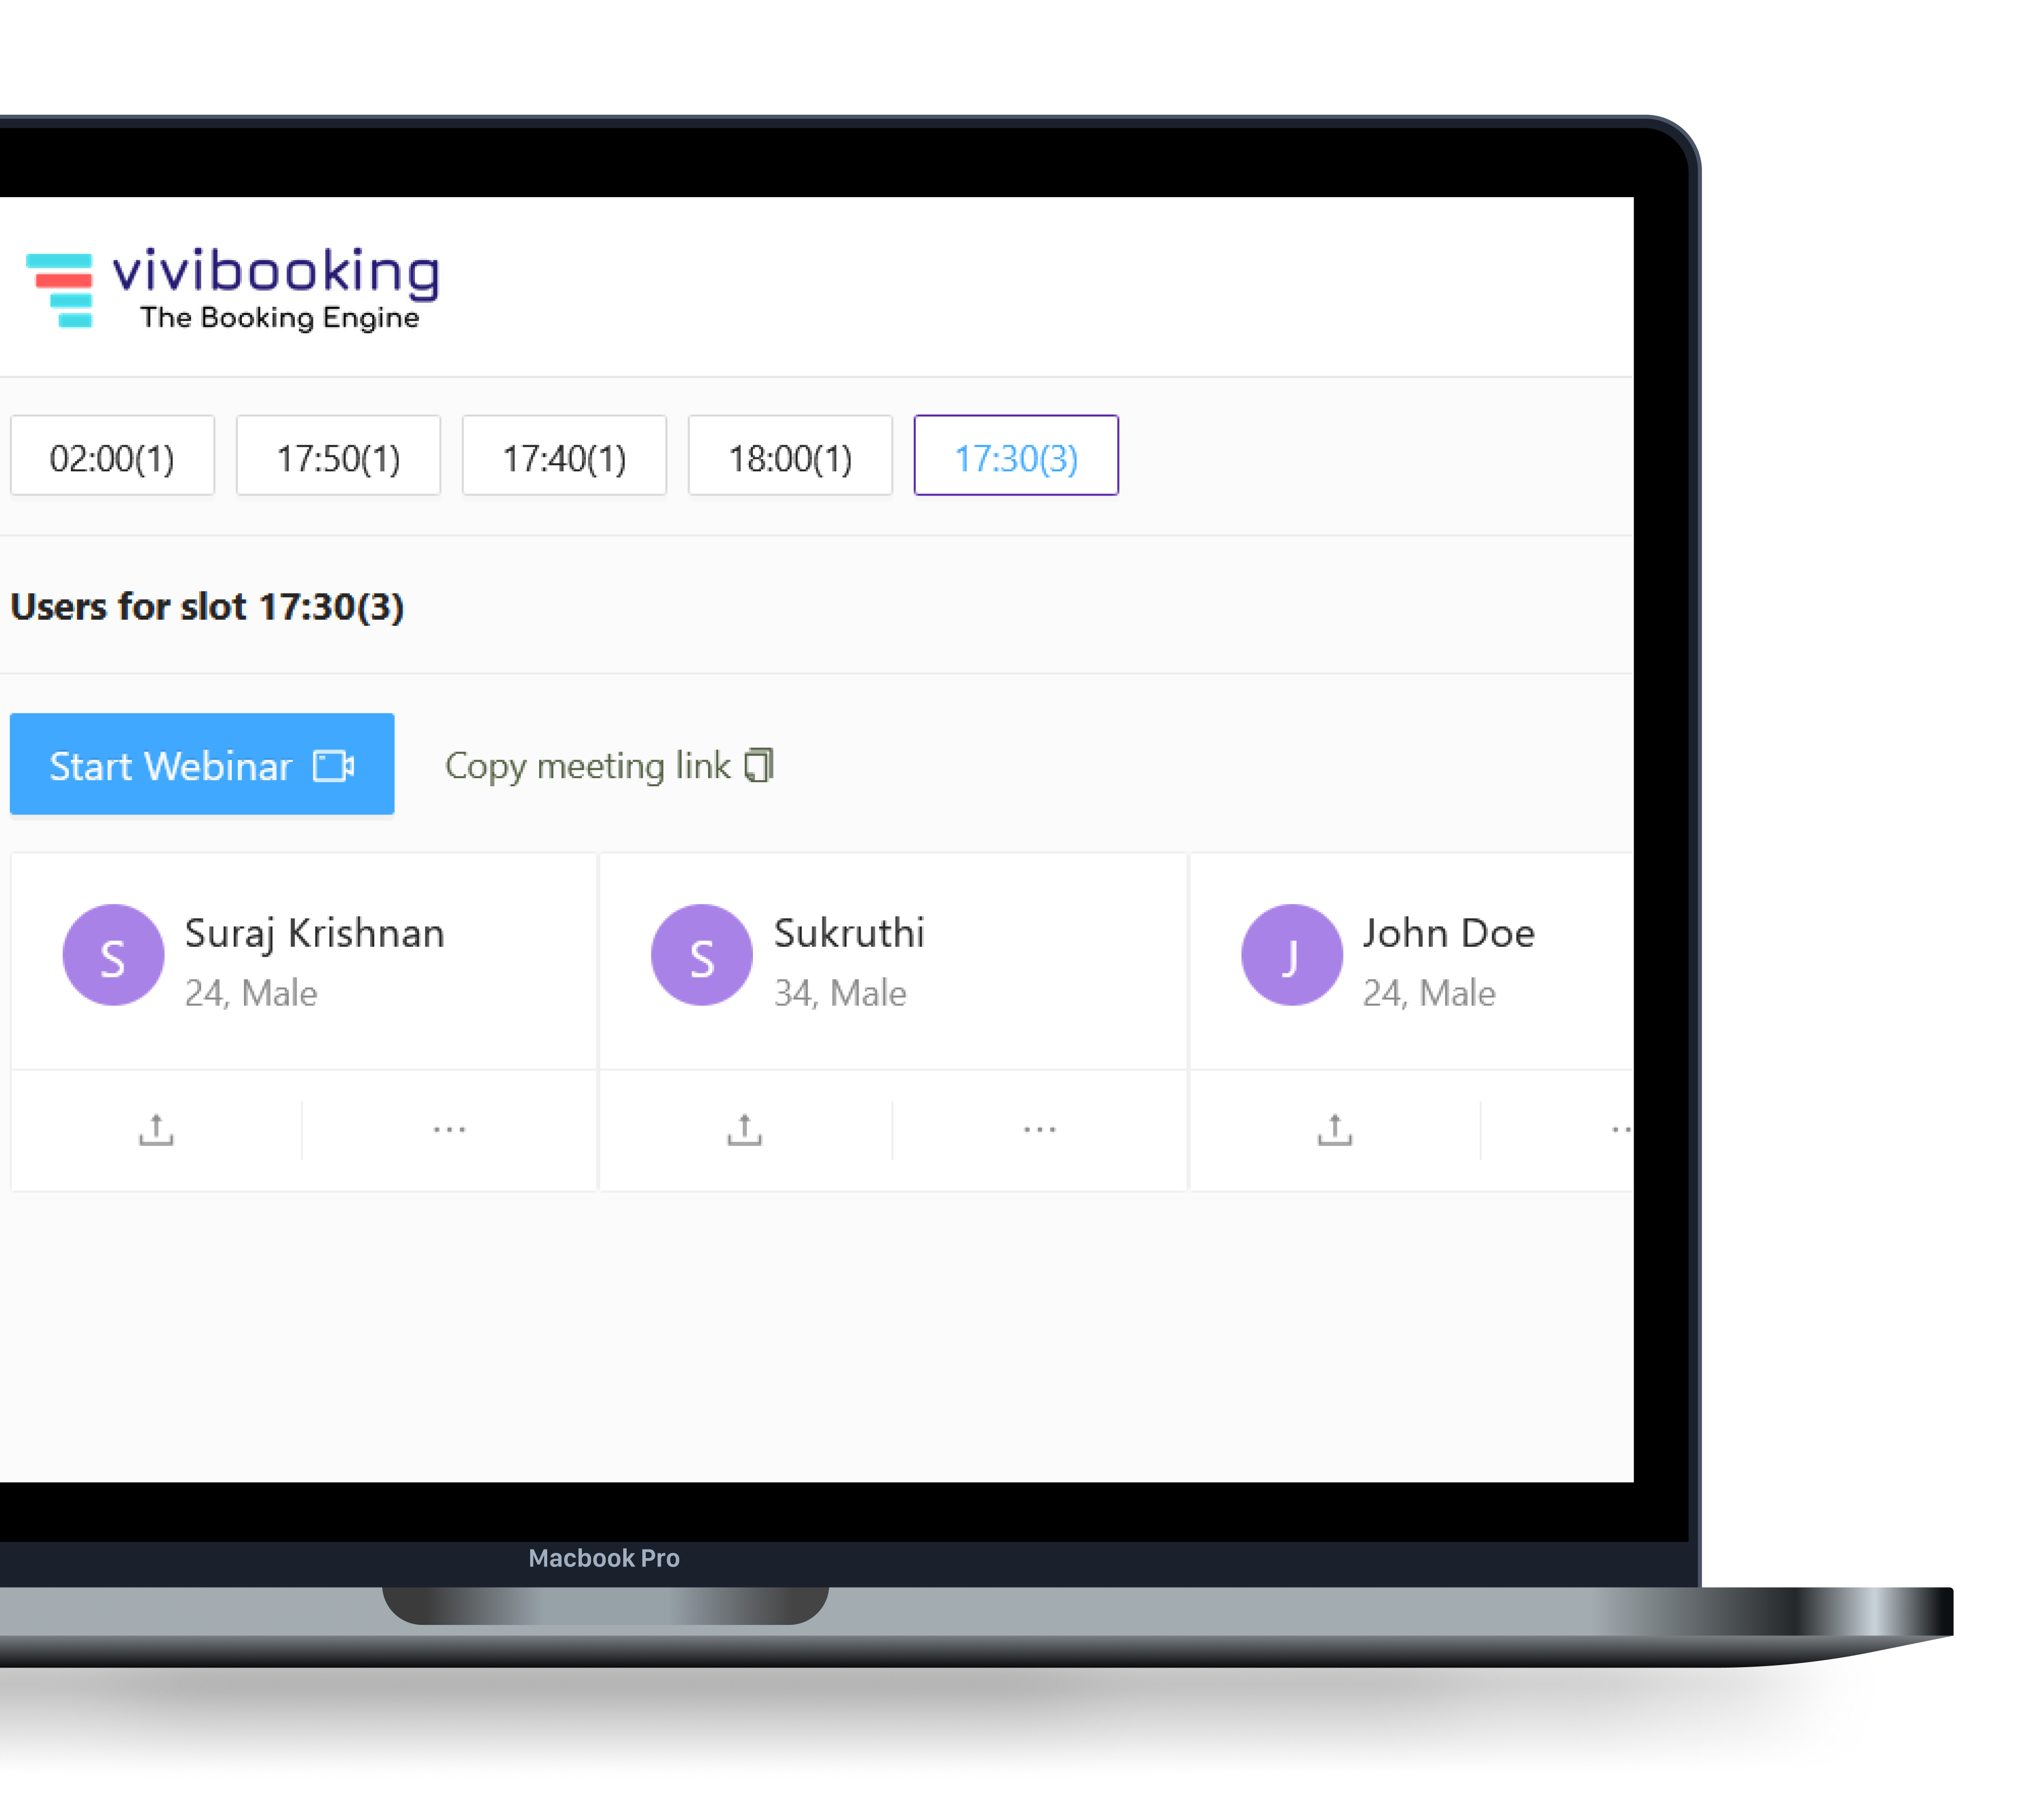 vivibooking
The Booking Engine
02:00(1) 17:50(1) 17:40(1) 18:00(1) 17:30(3)
Users for slot 17:30(3)
Start Webinar Copy meeting link
S Suraj Krishnan S Sukruthi J John Doe
24, Male 34, Male 24, Male
Macbook Pro